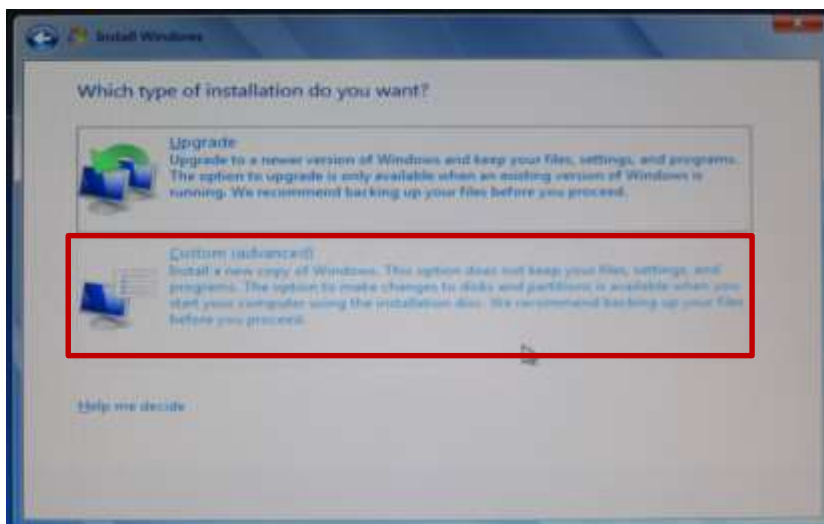 Install Windows
Which type of installation do you want?
Upgrade
Upgrade to a newer version of Windows and keep your files, settings, and programs.
The option to upgrade is only available when an existing version of Windows is
running. We recommend backing up your files before you proceed.
Custom (advanced)
Install a new copy of Windows. This option does not keep your files, settings, and
programs. The option to make changes to disks and partitions is available when you
start your computer using the installation disc. We recommend backing up your files
before you proceed.
Help me decide